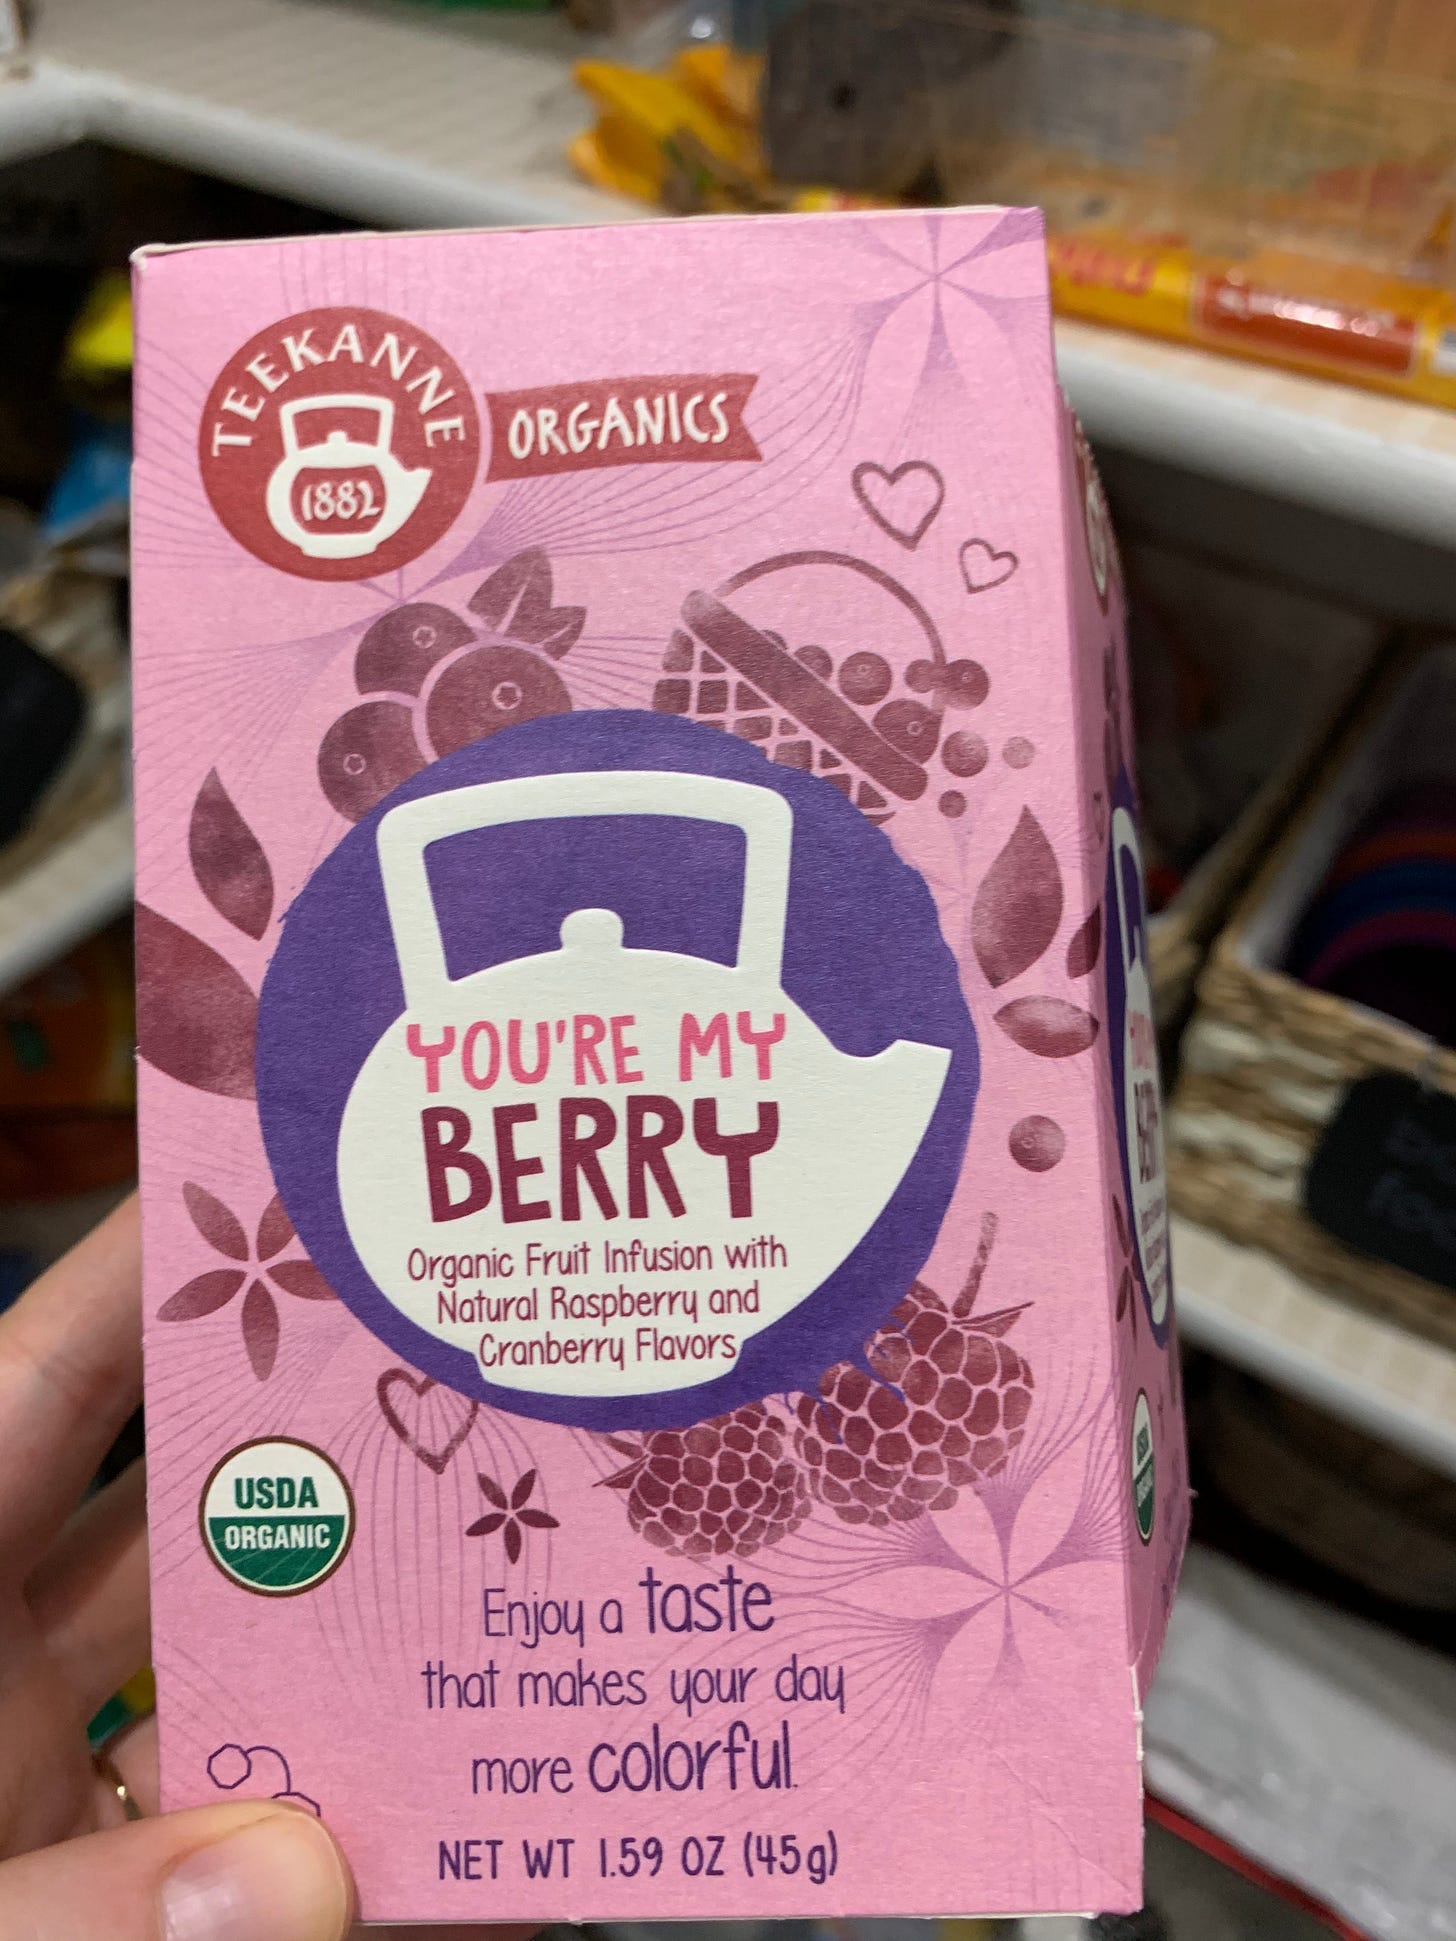 TEEKANNE
1882
ORGANICS
YOU'RE MY
BERRY
Organic Fruit Infusion with
Natural Raspberry and
Cranberry Flavors
USDA
ORGANIC
Enjoy a taste
that makes your day
more colorful.
NET WT 1.59 OZ (45g)